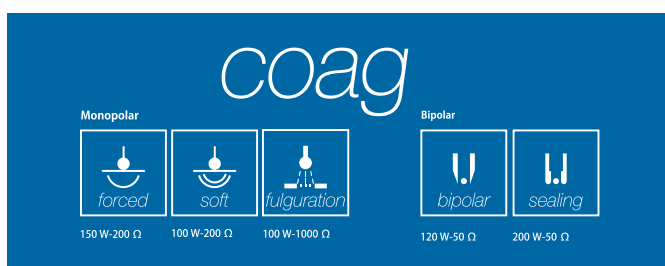 coag
Monopolar
forced
soft
fulguration
150 W-200 Ω
100 W-200 Ω
100 W-1000 Ω
Bipolar
bipolar
sealing
120 W-50 Ω
200 W-50 Ω